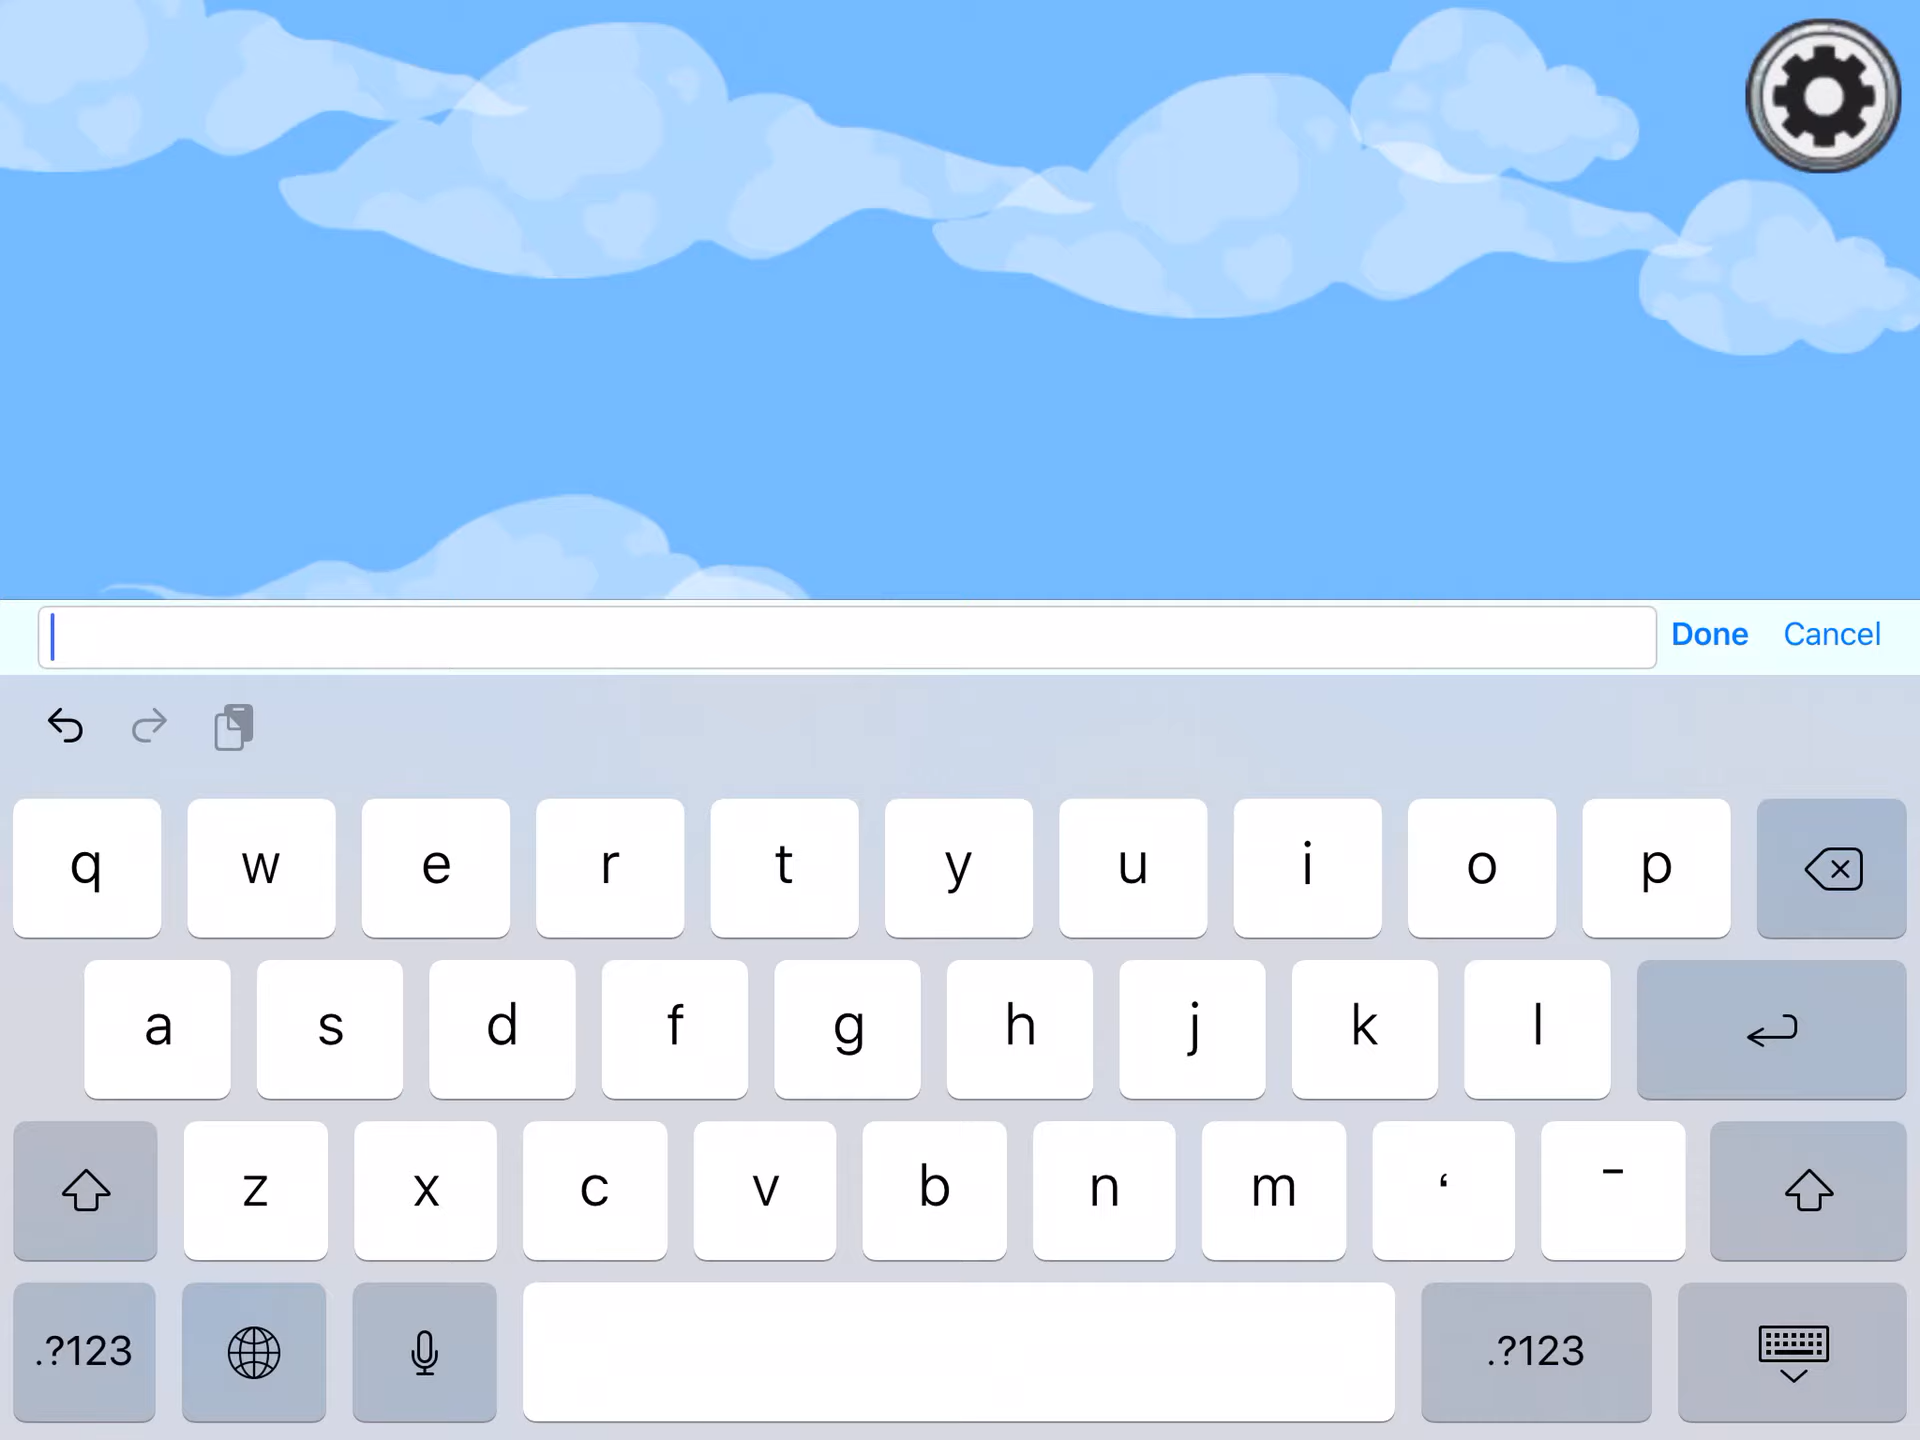 Done Cancel
q w e r t y u i o p
a s d f g h j k l
z x c v b n m ʻ ¯
.?123 .?123